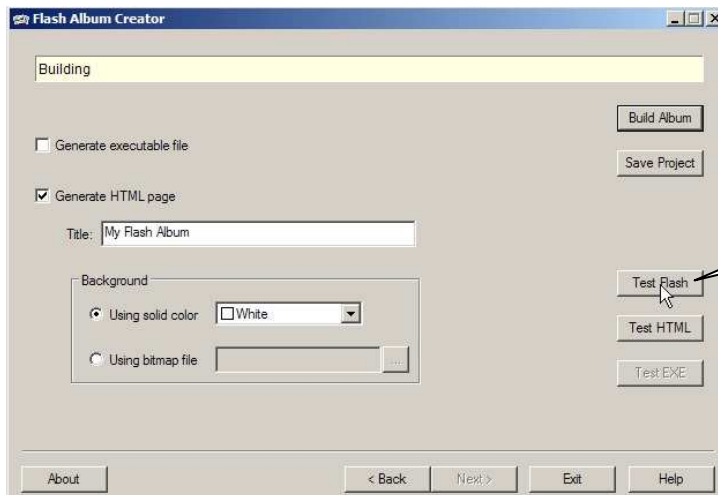 Flash Album Creator
Building
Build Album
Generate executable file
Save Project
Generate HTML page
Title: My Flash Album
Background
Test Flash
Using solid color White
Test HTML
Using bitmap file ...
Test EXE
About < Back Next > Exit Help